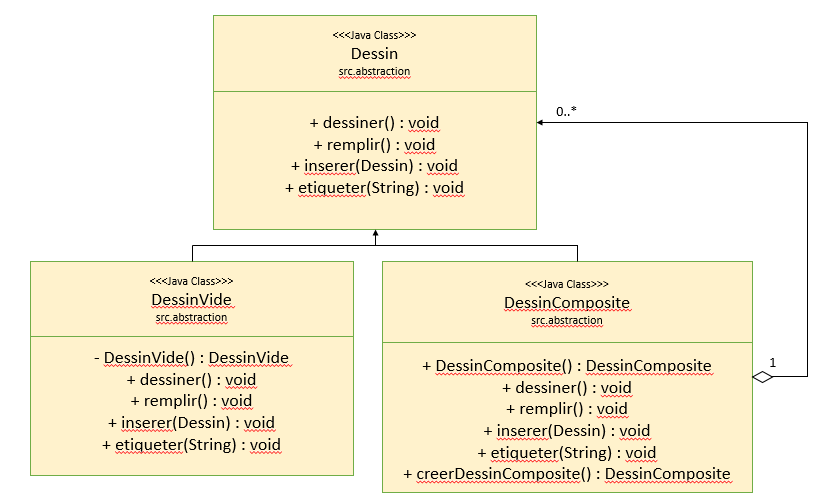 <<<Java Class>>>
Dessin
src.abstraction
+ dessiner() : void
+ remplir() : void
+ inserer(Dessin) : void
+ etiqueter(String) : void
0..*
<<<Java Class>>>
DessinVide
src.abstraction
- DessinVide() : DessinVide
+ dessiner() : void
+ remplir() : void
+ inserer(Dessin) : void
+ etiqueter(String) : void
<<<Java Class>>>
DessinComposite
src.abstraction
+ DessinComposite() : DessinComposite
+ dessiner() : void
+ remplir() : void
+ inserer(Dessin) : void
+ etiqueter(String) : void
+ creerDessinComposite() : DessinComposite
1